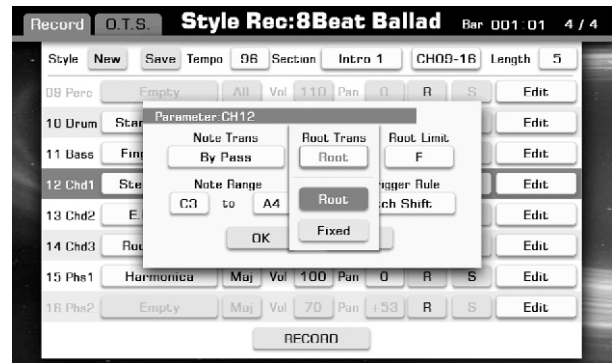 Record O.T.S. Style Rec:8Beat Ballad Bar 001:01 4/4
Style New Save Tempo 96 Section Intro 1 CH09-16 Length 5
09 Perc Empty All Vol 110 Pan 0 R S Edit
10 Drum Edit
Parameter:CH12
Note Trans Root Trans Root Limit
11 Bass By Pass Root F Edit
12 Chd1 Note Range Rule Edit
C3 to A4 Root Shift
13 Chd2 Edit
OK Fixed
14 Chd3 Edit
15 Phs1 Harmonica Maj Vol 100 Pan 0 R S Edit
16 Phs2 Empty Maj Vol 70 Pan +53 R S Edit
RECORD